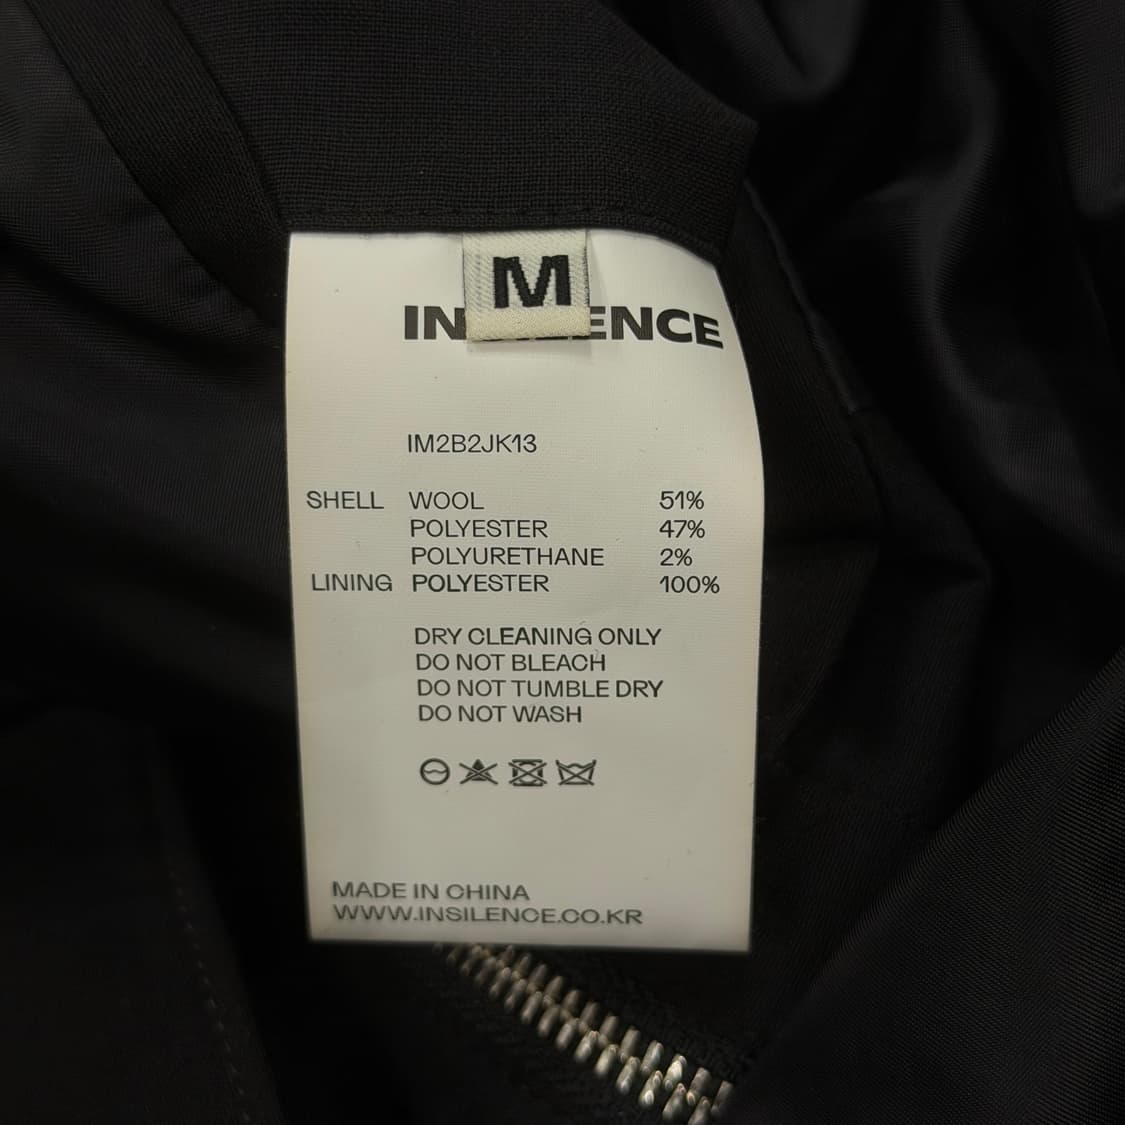 M
IN ENCE
IM2B2JK13
SHELL WOOL 51%
POLYESTER 47%
POLYURETHANE 2%
LINING POLYESTER 100%
DRY CLEANING ONLY
DO NOT BLEACH
DO NOT TUMBLE DRY
DO NOT WASH
MADE IN CHINA
WWW.INSILENCE.CO.KR